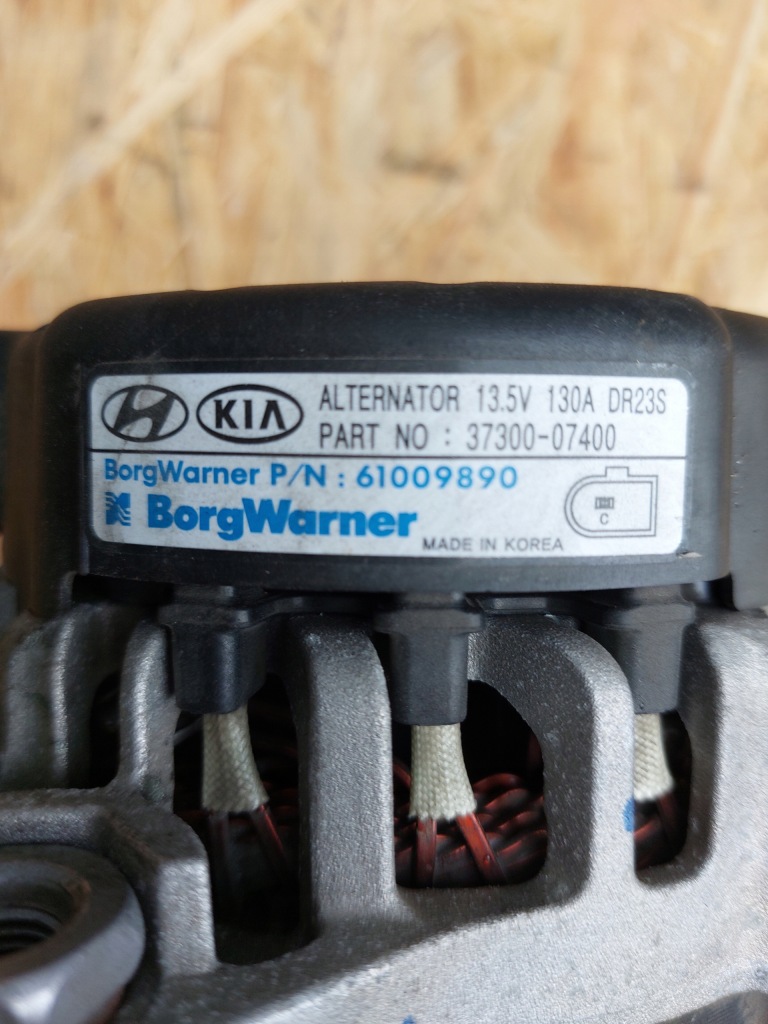 KIA
ALTERNATOR 13.5V 130A DR23S
PART NO : 37300-07400
BorgWarner P/N : 61009890
BorgWarner
MADE IN KOREA
C